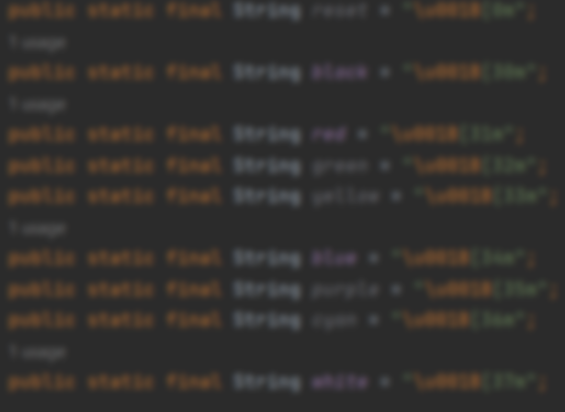 public static final String reset = "\u001B[0m";
1 usage
public static final String black = "\u001B[30m";
1 usage
public static final String red = "\u001B[31m";
public static final String green = "\u001B[32m";
public static final String yellow = "\u001B[33m";
1 usage
public static final String blue = "\u001B[34m";
public static final String purple = "\u001B[35m";
public static final String cyan = "\u001B[36m";
1 usage
public static final String white = "\u001B[37m";